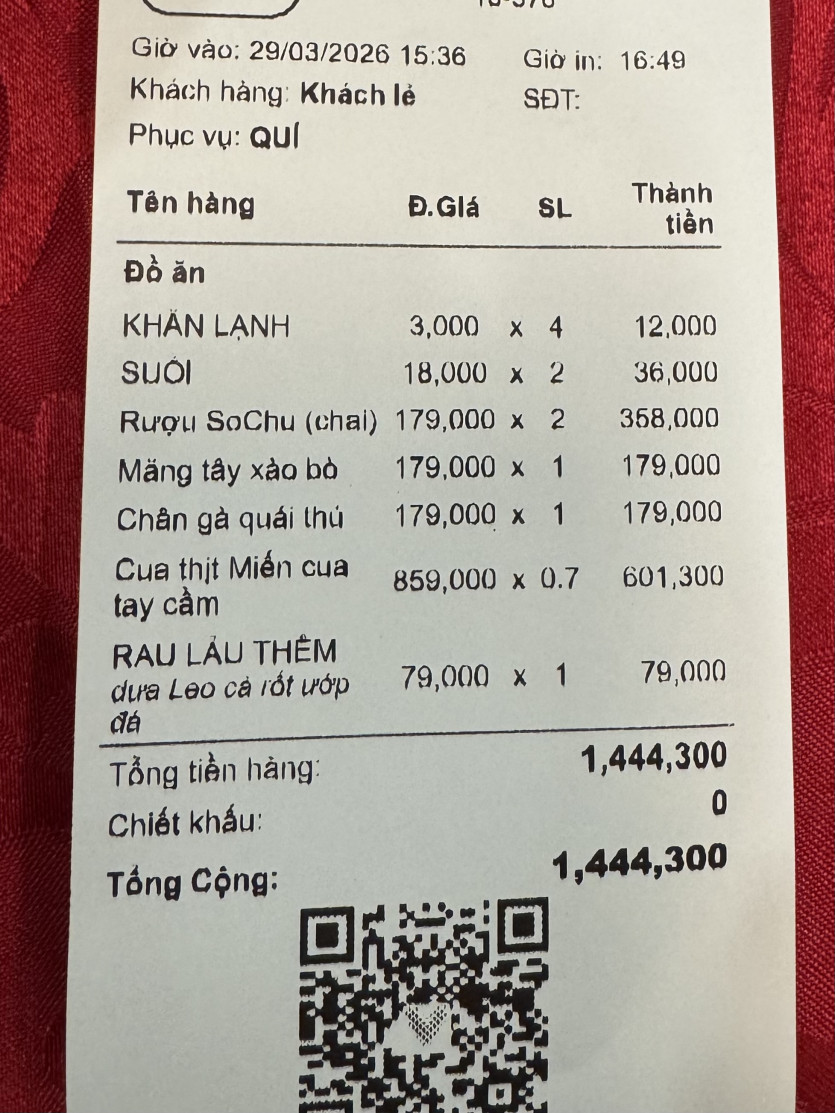 Giờ vào: 29/03/2026 15:36 Giờ in: 16:49
Khách hàng: Khách lẻ SĐT:
Phục vụ: QUÍ
Tên hàng Đ.Giá SL Thành tiền
Đồ ăn
KHĂN LẠNH 3,000 x 4 12,000
SUỐI 18,000 x 2 36,000
Rượu SoChu (chai) 179,000 x 2 358,000
Măng tây xào bò 179,000 x 1 179,000
Chân gà quái thú 179,000 x 1 179,000
Cua thịt Miến cua 859,000 x 0.7 601,300
tay cầm
RAU LẨU THÊM 79,000 x 1 79,000
dưa Leo cà rốt ướp
đá
Tổng tiền hàng: 1,444,300
Chiết khấu: 0
Tổng Cộng: 1,444,300